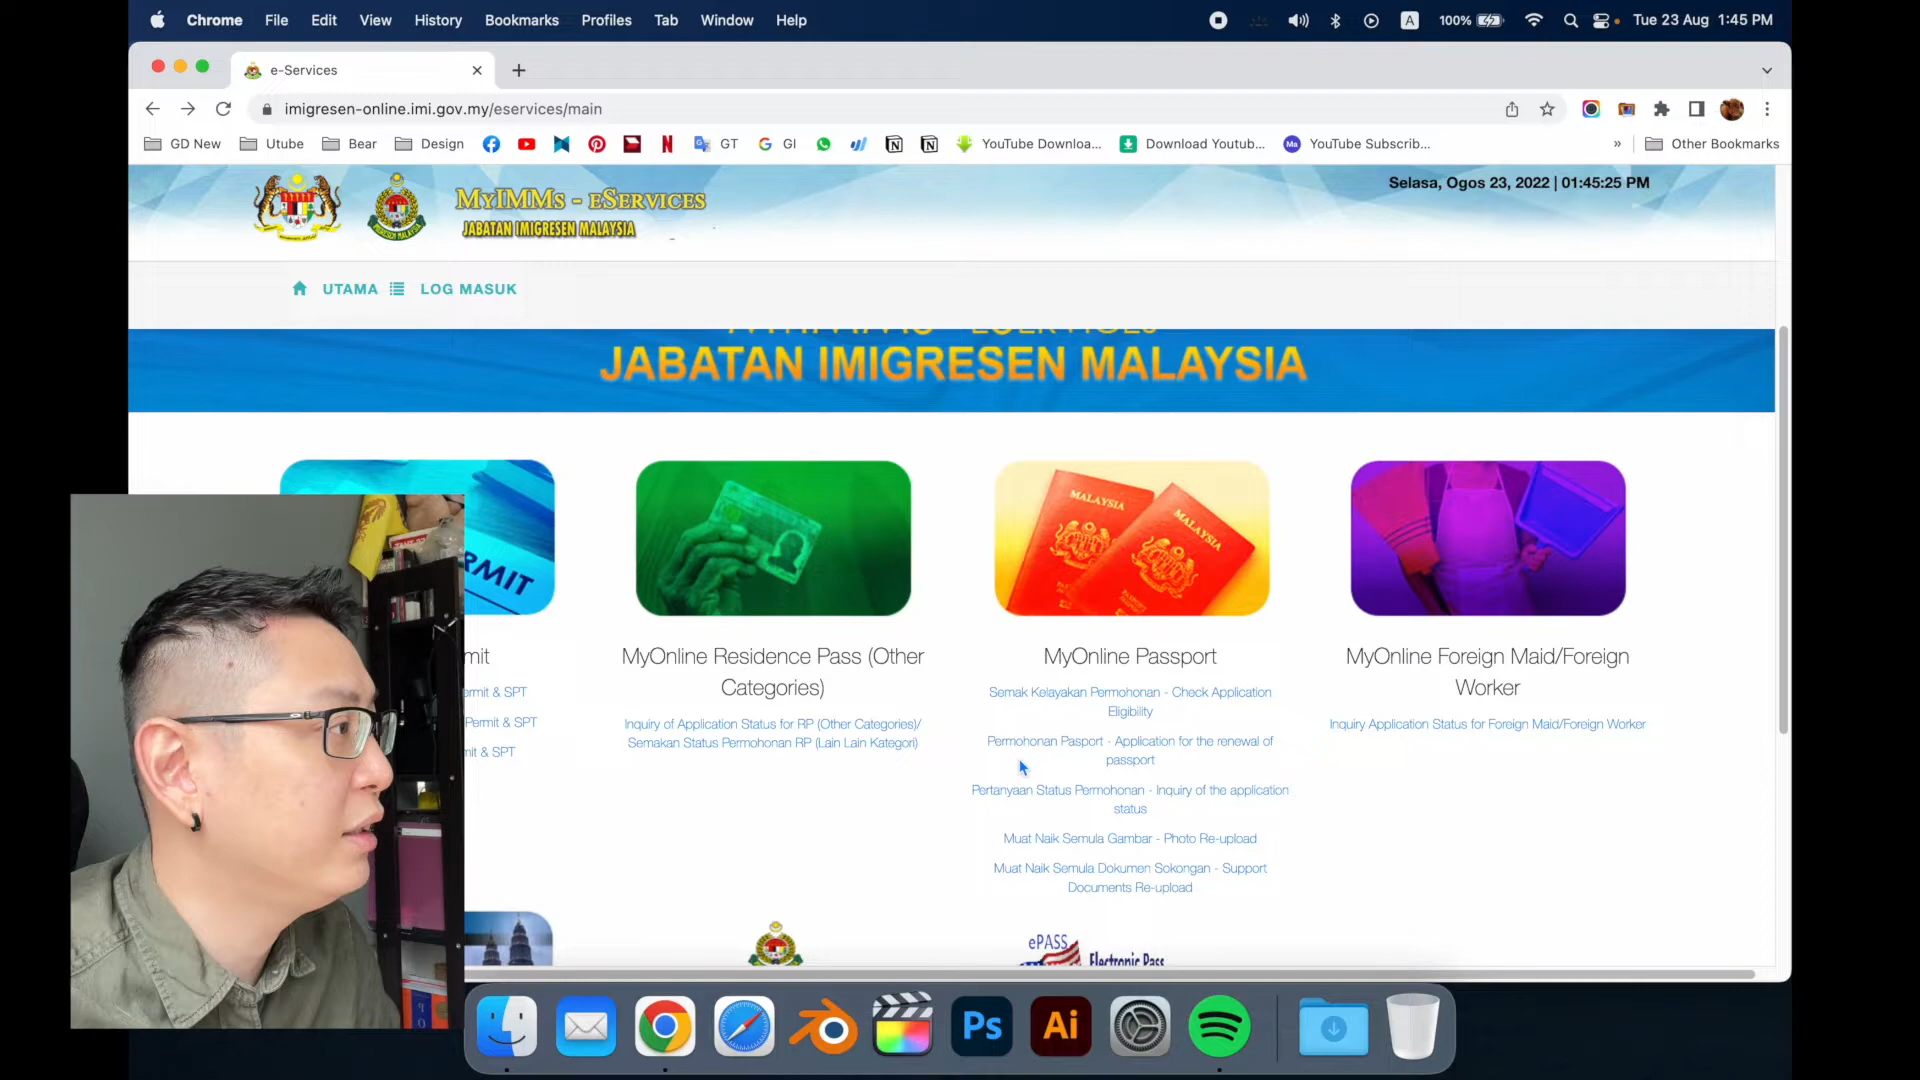 Chrome File Edit View History Bookmarks Profiles Tab Window Help
A 100% Tue 23 Aug 1:45 PM
e-Services
imigresen-online.imi.gov.my/eservices/main
GD New Utube Bear Design GT GI YouTube Downloa... Download Youtub... Ma YouTube Subscrib... » Other Bookmarks
MYIMMS - ESERVICES
JABATAN IMIGRESEN MALAYSIA
Selasa, Ogos 23, 2022 | 01:45:25 PM
UTAMA LOG MASUK
JABATAN IMIGRESEN MALAYSIA
RMIT
MALAYSIA
MALAYSIA
mit
ermit & SPT
Permit & SPT
mit & SPT
MyOnline Residence Pass (Other
Categories)
Inquiry of Application Status for RP (Other Categories)/
Semakan Status Permohonan RP (Lain Lain Kategori)
MyOnline Passport
Semak Kelayakan Permohonan - Check Application
Eligibility
Permohonan Pasport - Application for the renewal of
passport
Pertanyaan Status Permohonan - Inquiry of the application
status
Muat Naik Semula Gambar - Photo Re-upload
Muat Naik Semula Dokumen Sokongan - Support
Documents Re-upload
MyOnline Foreign Maid/Foreign
Worker
Inquiry Application Status for Foreign Maid/Foreign Worker
ePASS
Electronic Pass
Ps Ai